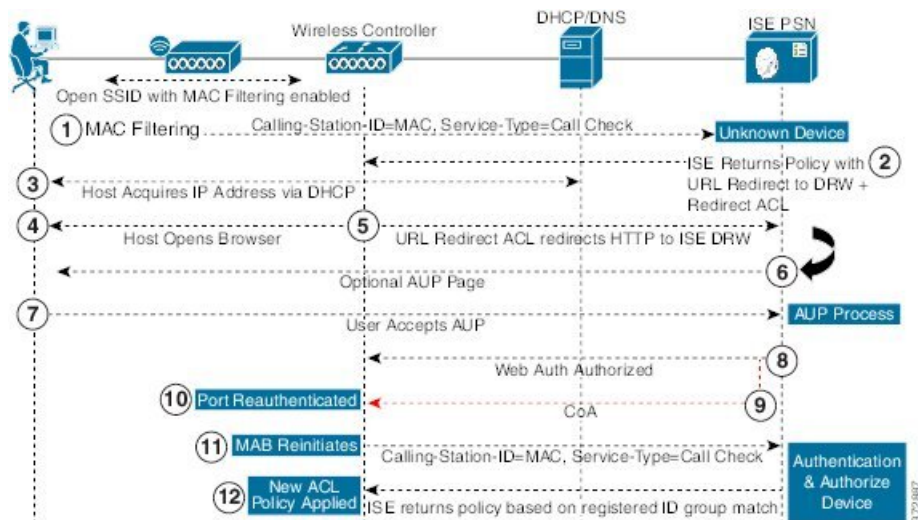 DHCP/DNS
ISE PSN
Wireless Controller
Open SSID with MAC Filtering enabled
1 MAC Filtering
Calling-Station-ID=MAC, Service-Type=Call Check
Unknown Device
ISE Returns Policy with
URL Redirect to DRW +
Redirect ACL
2
3
Host Acquires IP Address via DHCP
4
5
Host Opens Browser
URL Redirect ACL redirects HTTP to ISE DRW
6
Optional AUP Page
7
AUP Process
User Accepts AUP
8
Web Auth Authorized
10 Port Reauthenticated
9
CoA
11 MAB Reinitiates
Calling-Station-ID=MAC, Service-Type=Call Check
Authentication
& Authorize
Device
12 New ACL
Policy Applied
ISE returns policy based on registered ID group match